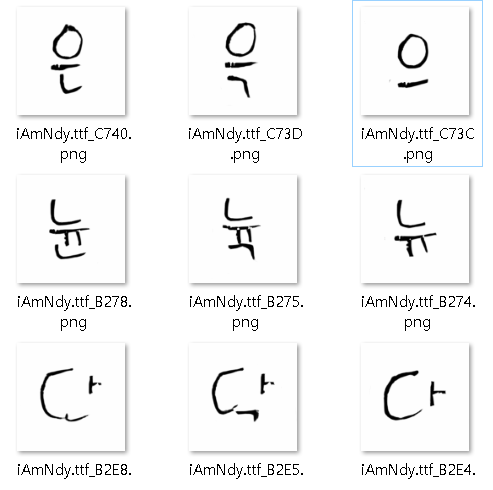 은 윽 으
iAmNdy.ttf_C740. iAmNdy.ttf_C73D iAmNdy.ttf_C73C
png .png .png
뉸 뉵 뉴
iAmNdy.ttf_B278. iAmNdy.ttf_B275. iAmNdy.ttf_B274.
png png png
단 닥 다
iAmNdy.ttf_B2E8. iAmNdy.ttf_B2E5. iAmNdy.ttf_B2E4.